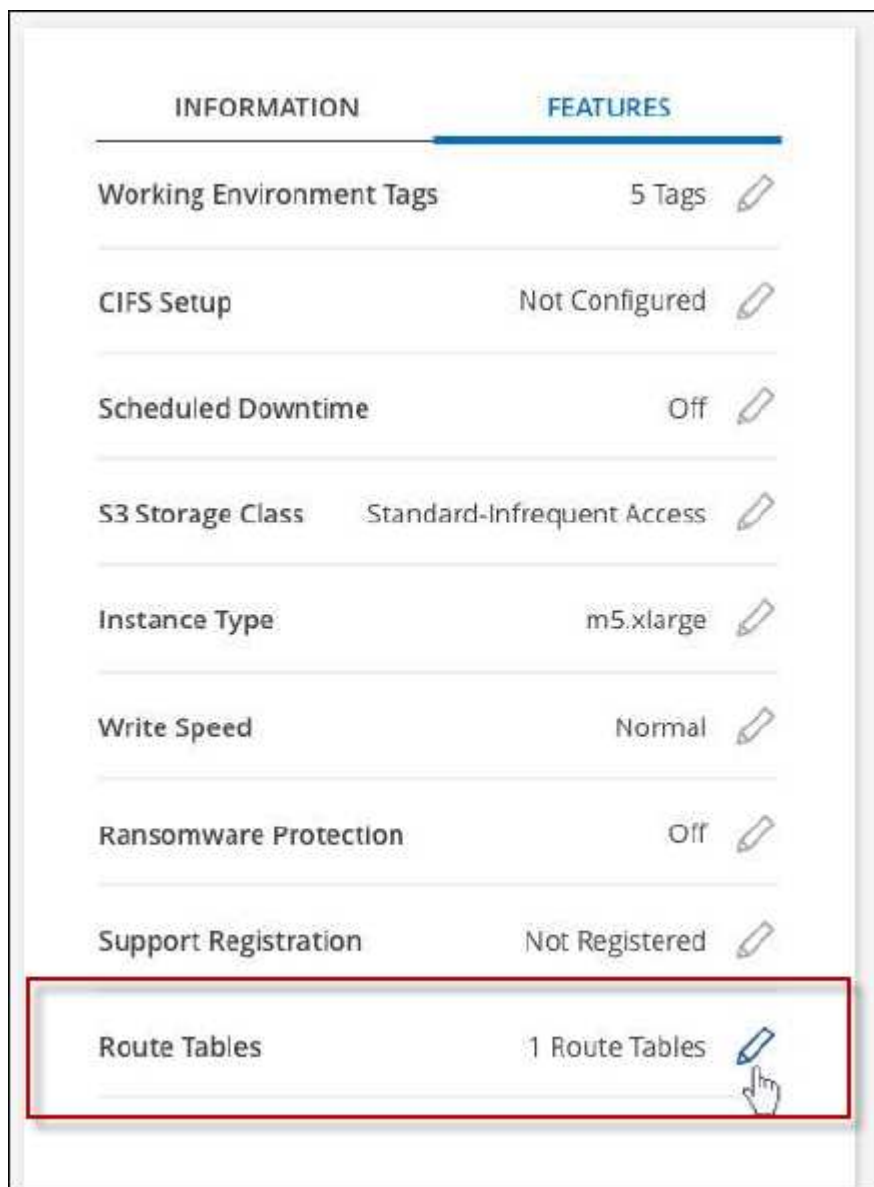 INFORMATION FEATURES
Working Environment Tags 5 Tags
CIFS Setup Not Configured
Scheduled Downtime Off
S3 Storage Class Standard-Infrequent Access
Instance Type m5.xlarge
Write Speed Normal
Ransomware Protection Off
Support Registration Not Registered
Route Tables 1 Route Tables